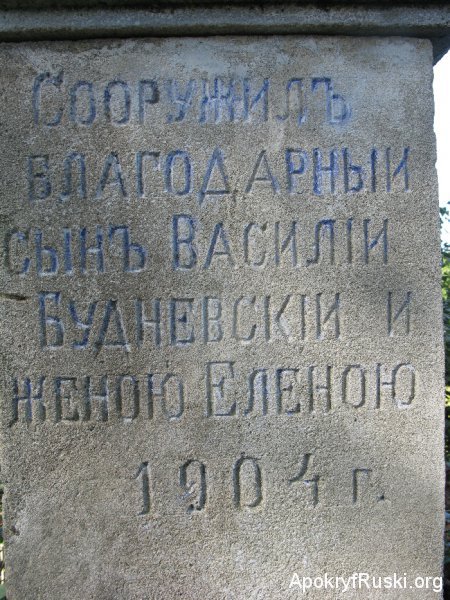 Сооружилъ
благодарный
сынъ Василій
Будневскій и
женою Еленою
1904 г.
ApokryfRuski.org